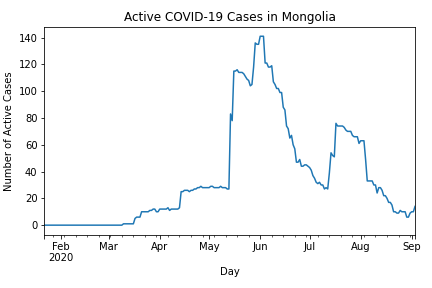 Active COVID-19 Cases in Mongolia
Number of Active Cases
140
120
100
80
60
40
20
0
Feb Mar Apr May Jun Jul Aug Sep
2020
Day